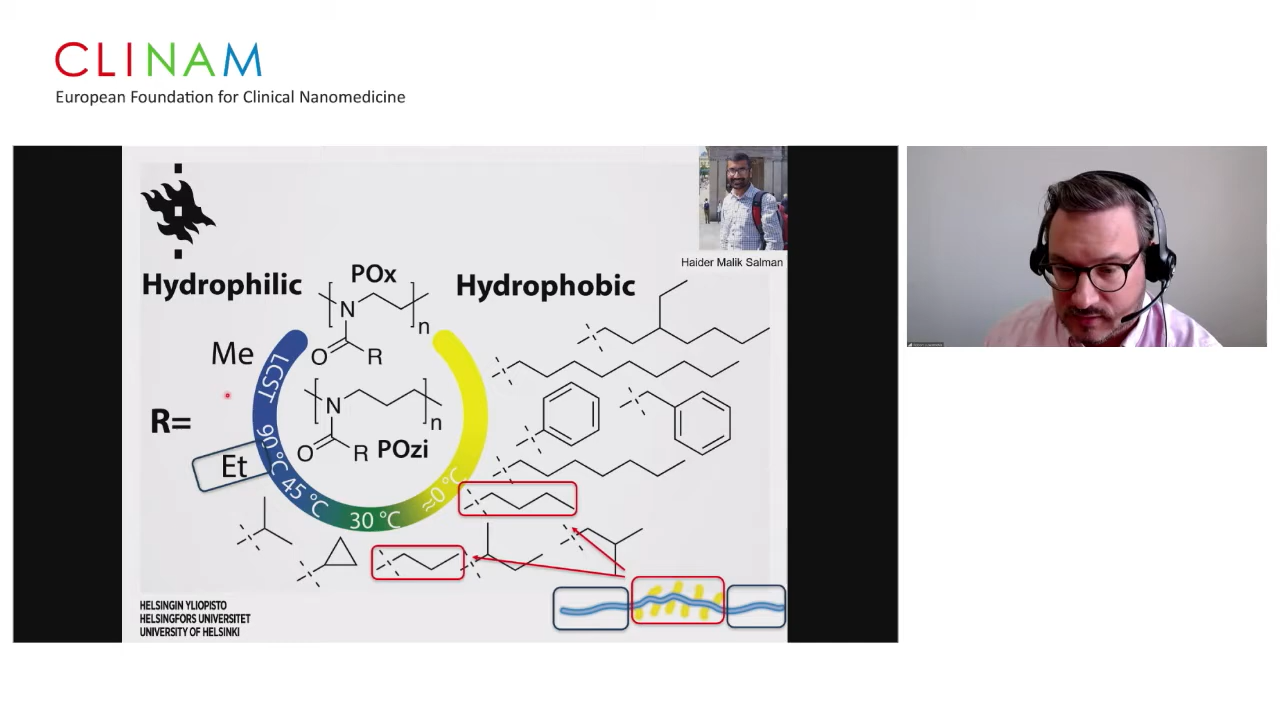 CLINAM
European Foundation for Clinical Nanomedicine
Haider Malik Salman
Hydrophilic
POx
Hydrophobic
N
n
O
R
Me
LCST
R=
N
n
O
R
POzi
90 °C
Et
45 °C
30 °C
≈0 °C
HELSINGIN YLIOPISTO
HELSINGFORS UNIVERSITET
UNIVERSITY OF HELSINKI